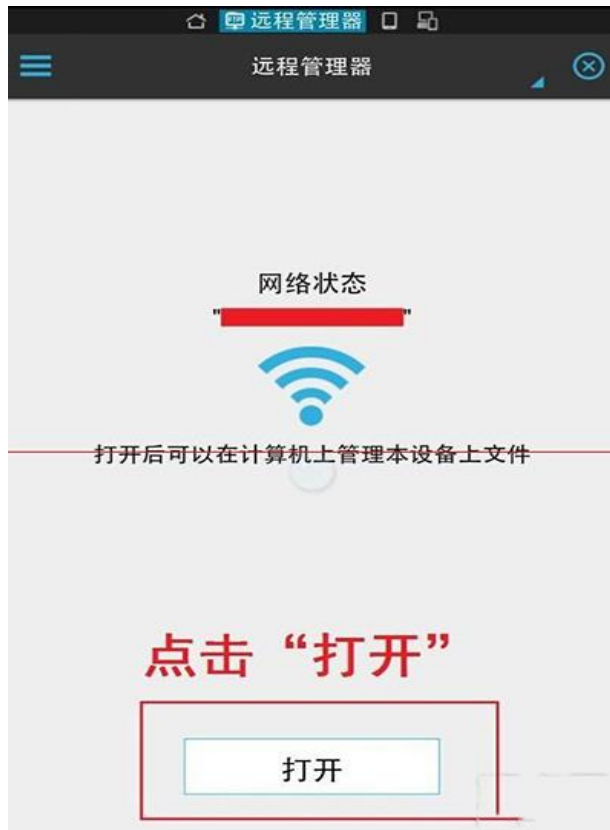 远程管理器
远程管理器
网络状态
" "
打开后可以在计算机上管理本设备上文件
点击“打开”
打开